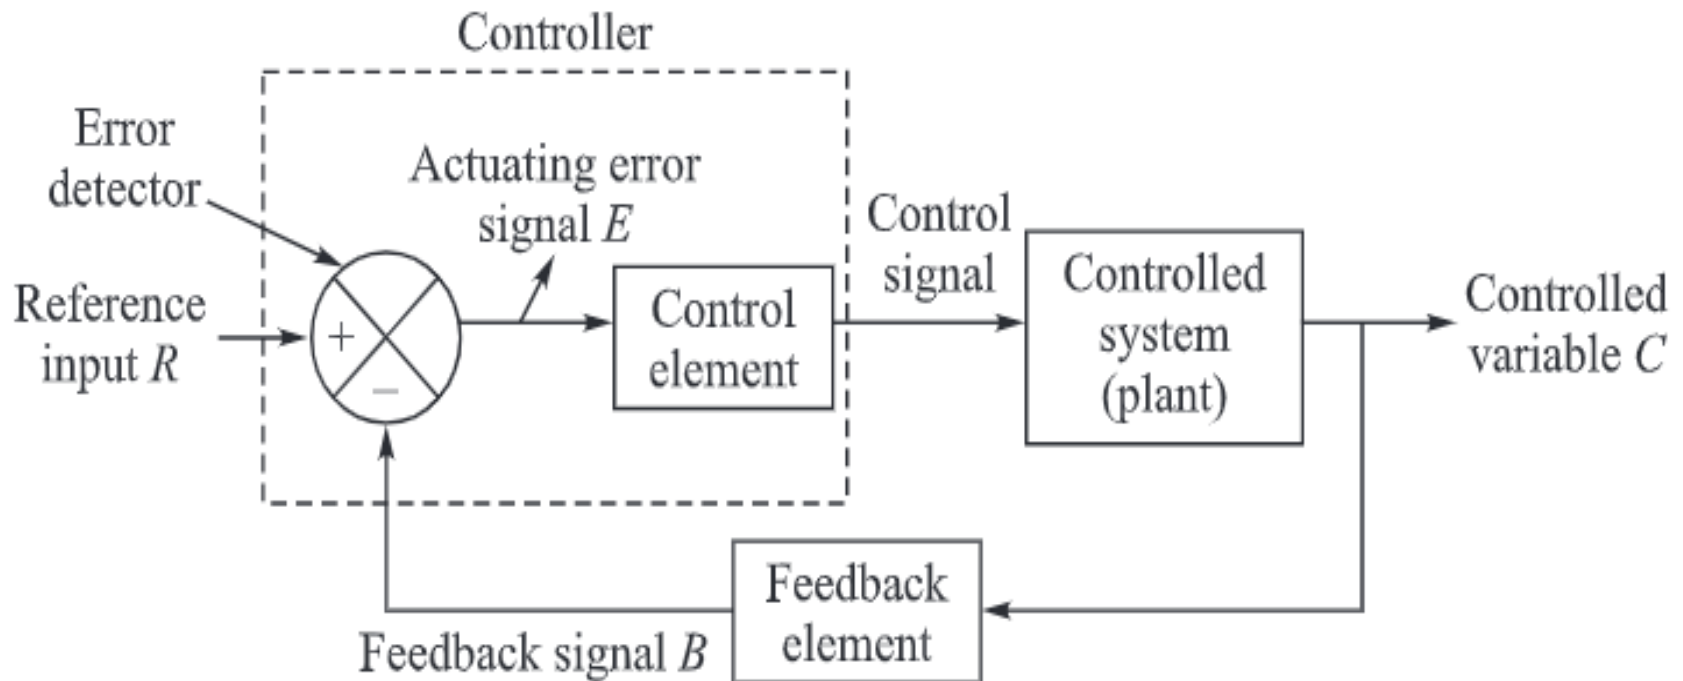 Controller
Error
detector
Actuating error
signal E
Control
signal
Reference
input R
+
−
Control
element
Controlled
system
(plant)
Controlled
variable C
Feedback
element
Feedback signal B